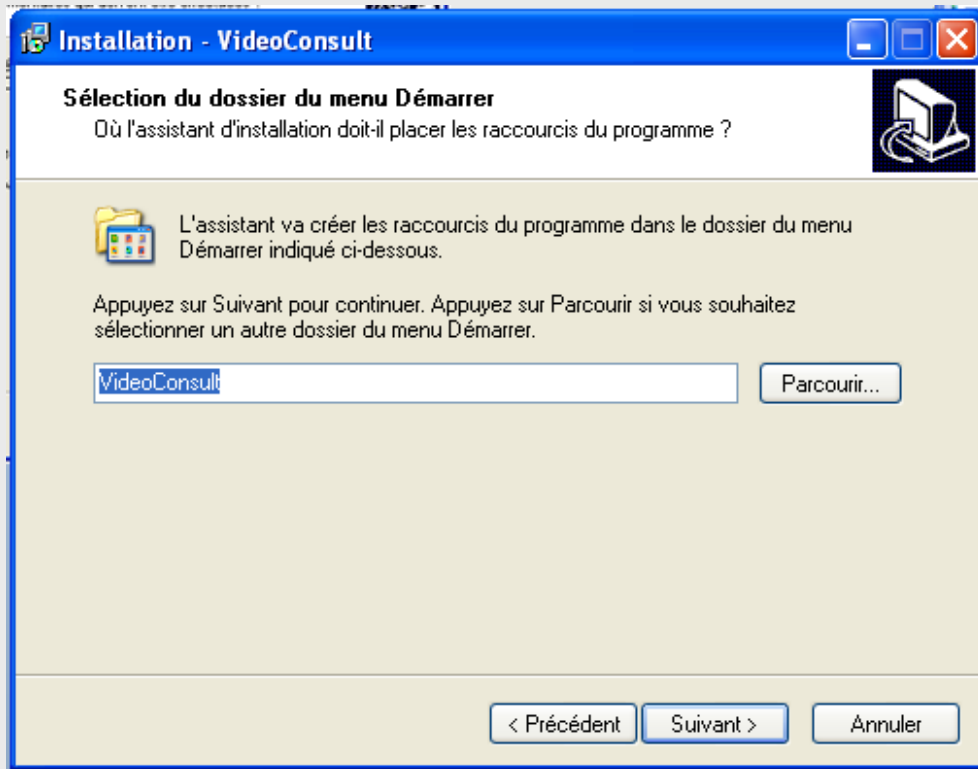 Installation - VideoConsult
Sélection du dossier du menu Démarrer
Où l'assistant d'installation doit-il placer les raccourcis du programme ?
L'assistant va créer les raccourcis du programme dans le dossier du menu
Démarrer indiqué ci-dessous.
Appuyez sur Suivant pour continuer. Appuyez sur Parcourir si vous souhaitez
sélectionner un autre dossier du menu Démarrer.
VideoConsult
Parcourir...
< Précédent
Suivant >
Annuler